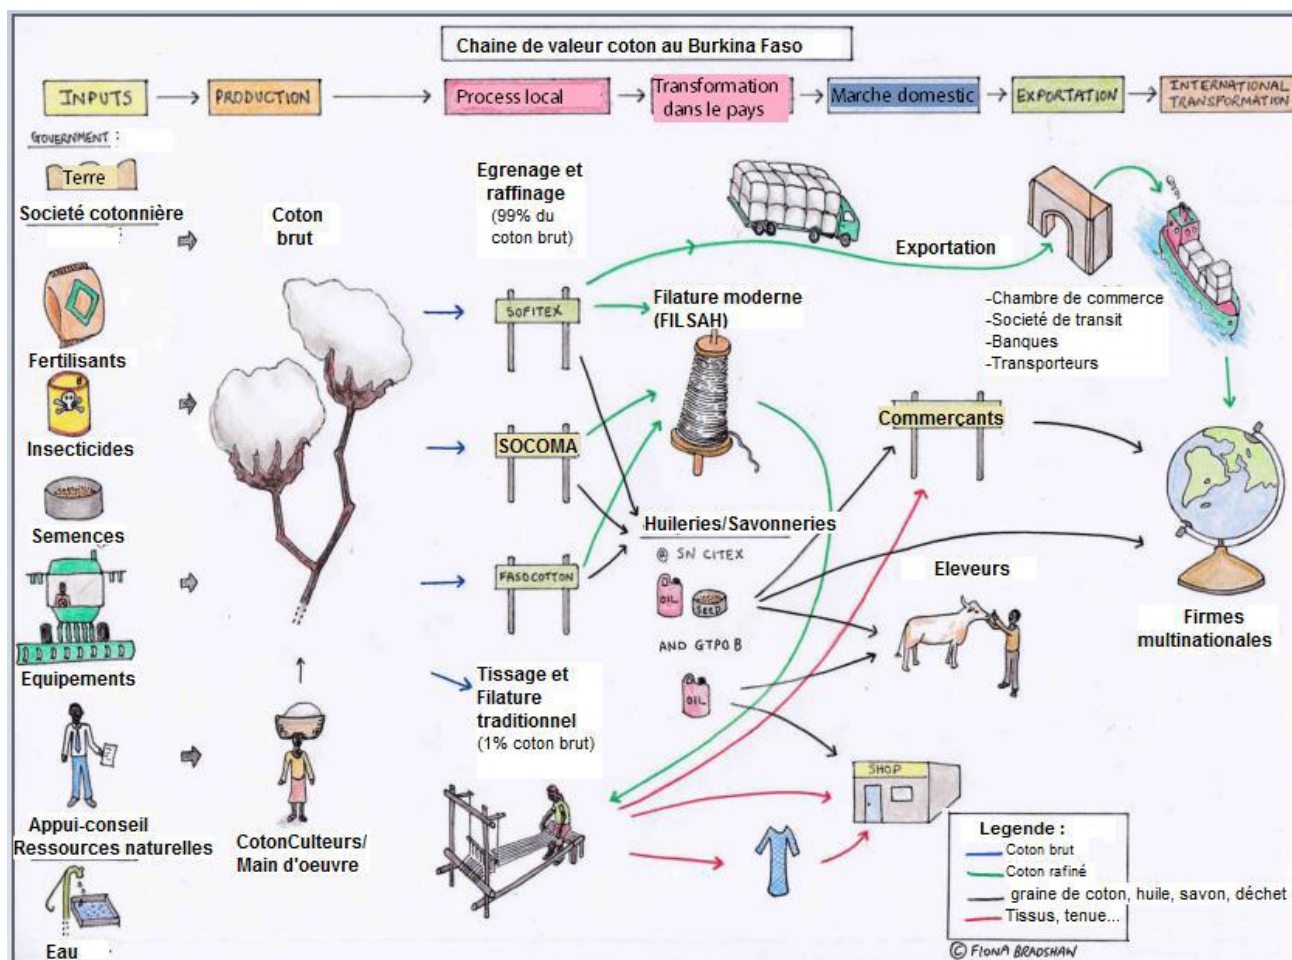 Chaine de valeur coton au Burkina Faso
INPUTS
PRODUCTION
Process local
Transformation
dans le pays
Marche domestic
EXPORTATION
INTERNATIONAL
TRANSFORMATION
GOVERNMENT :
Terre
Societé cotonnière
:
Fertilisants
Insecticides
Semences
Equipements
Appui-conseil
Ressources naturelles
Eau
Coton
brut
CotonCulteurs/
Main d'oeuvre
Egrenage et
raffinage
(99% du
coton brut)
SOFITEX
SOCOMA
FASOCOTTON
Tissage et
Filature
traditionnel
(1% coton brut)
Filature moderne
(FILSAH)
Huileries/Savonneries
@ SN CITEX
OIL
SEED
AND GTPOB
OIL
Exportation
Commerçants
Eleveurs
SHOP
-Chambre de commerce
-Societé de transit
-Banques
-Transporteurs
Firmes
multinationales
Legende :
Coton brut
Coton rafiné
graine de coton, huile, savon, déchet
Tissus, tenue...
© FIONA BRADSHAW